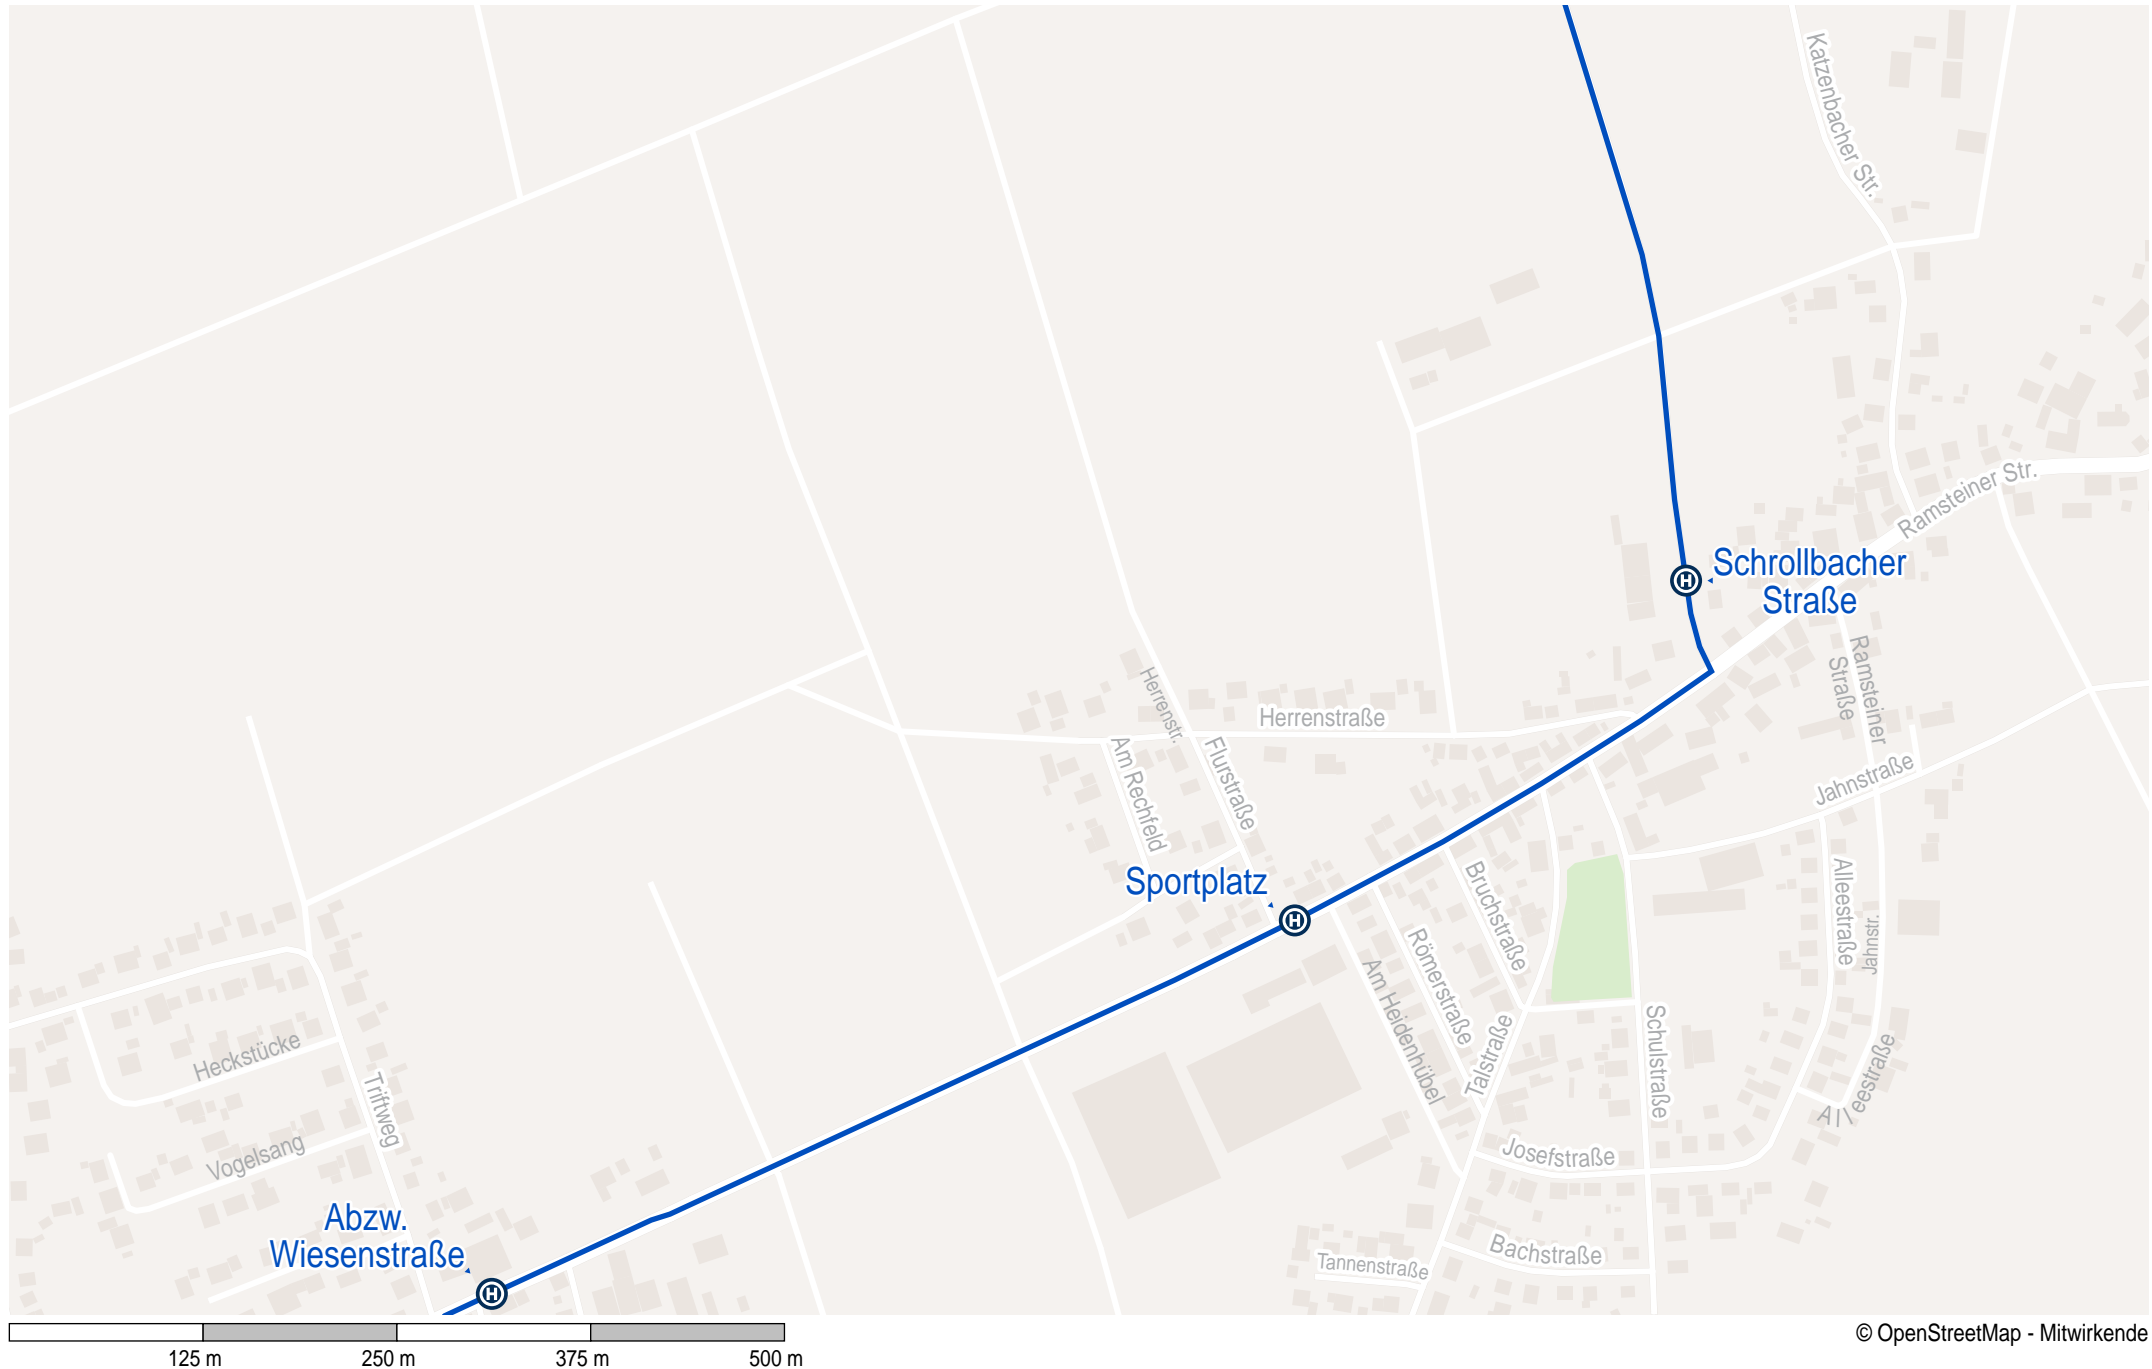 Katzenbacher Str.
Ramsteiner Str.
Schrollbacher
Straße
Ramsteiner
Straße
Herrenstr.
Herrenstraße
Am Rechfeld
Flurstraße
Jahnstraße
Sportplatz
H
H
Bruchstraße
Alleestraße
Jahnstr.
Römerstraße
Am Heidenhübel
Talstraße
Schulstraße
Heckstücke
Triftweg
Alleestraße
Vogelsang
Josefstraße
Abzw.
Wiesenstraße
H
Bachstraße
Tannenstraße
125 m
250 m
375 m
500 m
© OpenStreetMap - Mitwirkende